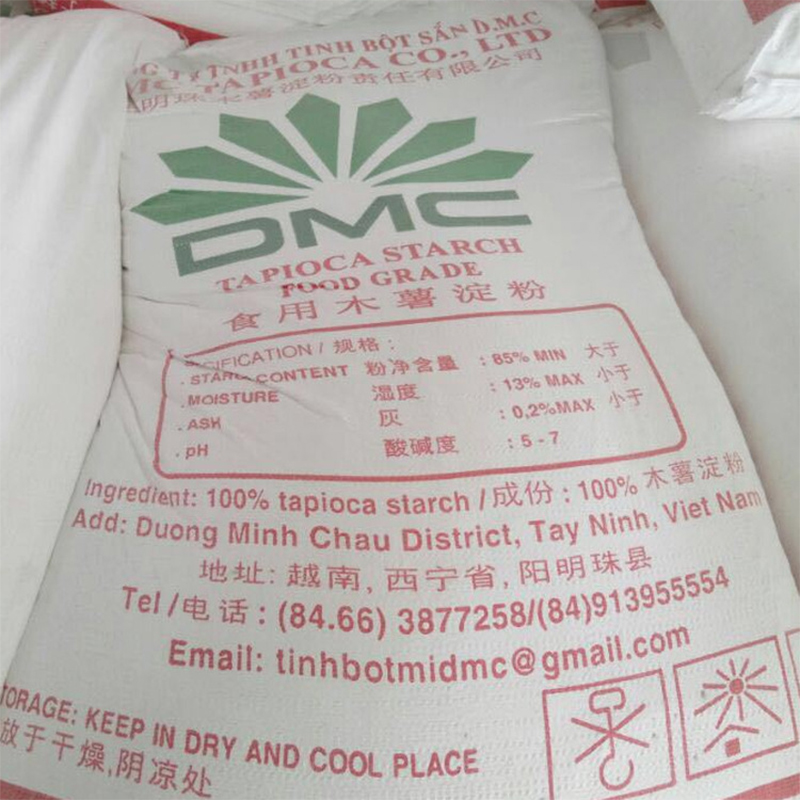 TY TNHH TINH BỘT SẮN D.M.C
TAPIOCA CO., LTD
明珠木薯淀粉责任有限公司
DMC
TAPIOCA STARCH
FOOD GRADE
食用木薯淀粉
/ 规格 :
. STARCH CONTENT 粉净含量 : 85% MIN 大于
. MOISTURE 湿度 : 13% MAX 小于
. ASK 灰 : 0,2%MAX 小于
. pH 酸碱度 : 5 - 7
Ingredient: 100% tapioca starch / 成份 : 100% 木薯淀粉
Add: Duong Minh Chau District, Tay Ninh, Viet Nam
地址: 越南, 西宁省, 阳明珠县
Tel / 电话 : (84.66) 3877258/(84)913955554
Email: tinhbotmidmc@gmail.com
TORAGE: KEEP IN DRY AND COOL PLACE
放于干燥,阴凉处